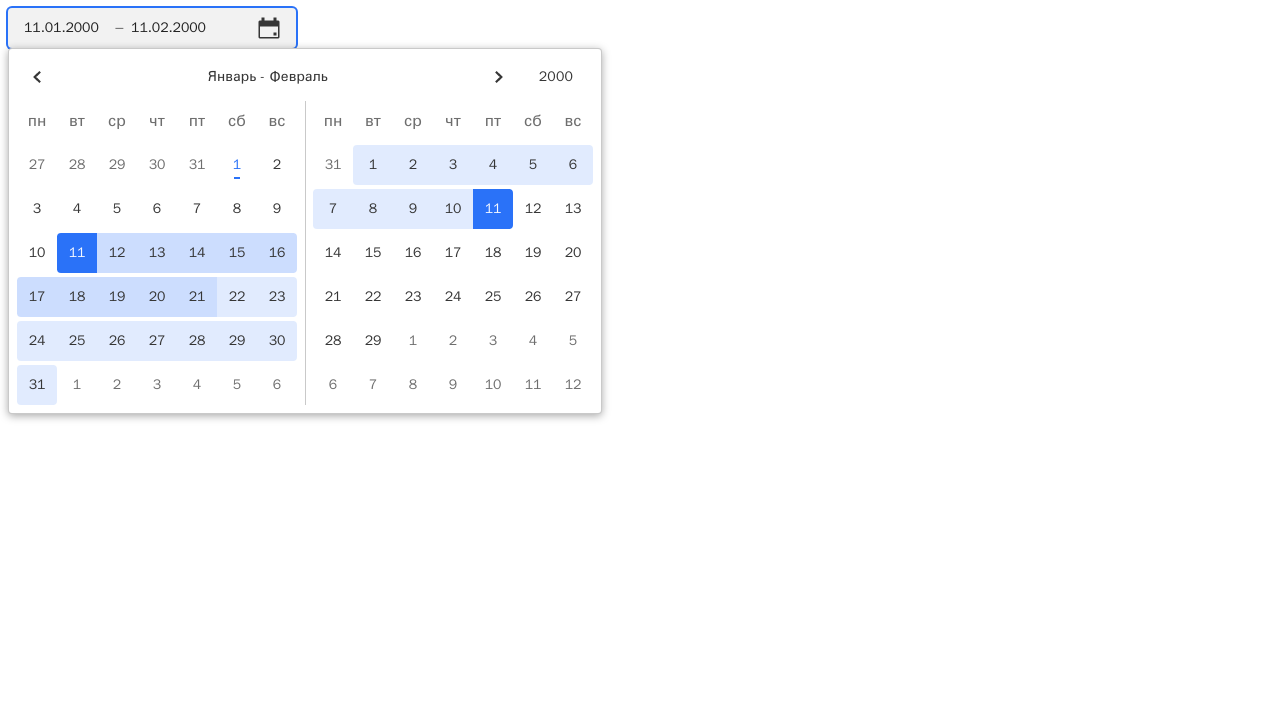 11.01.2000 – 11.02.2000
Январь - Февраль 2000
пн вт ср чт пт сб вс
27 28 29 30 31 1 2
3 4 5 6 7 8 9
10 11 12 13 14 15 16
17 18 19 20 21 22 23
24 25 26 27 28 29 30
31 1 2 3 4 5 6
пн вт ср чт пт сб вс
31 1 2 3 4 5 6
7 8 9 10 11 12 13
14 15 16 17 18 19 20
21 22 23 24 25 26 27
28 29 1 2 3 4 5
6 7 8 9 10 11 12